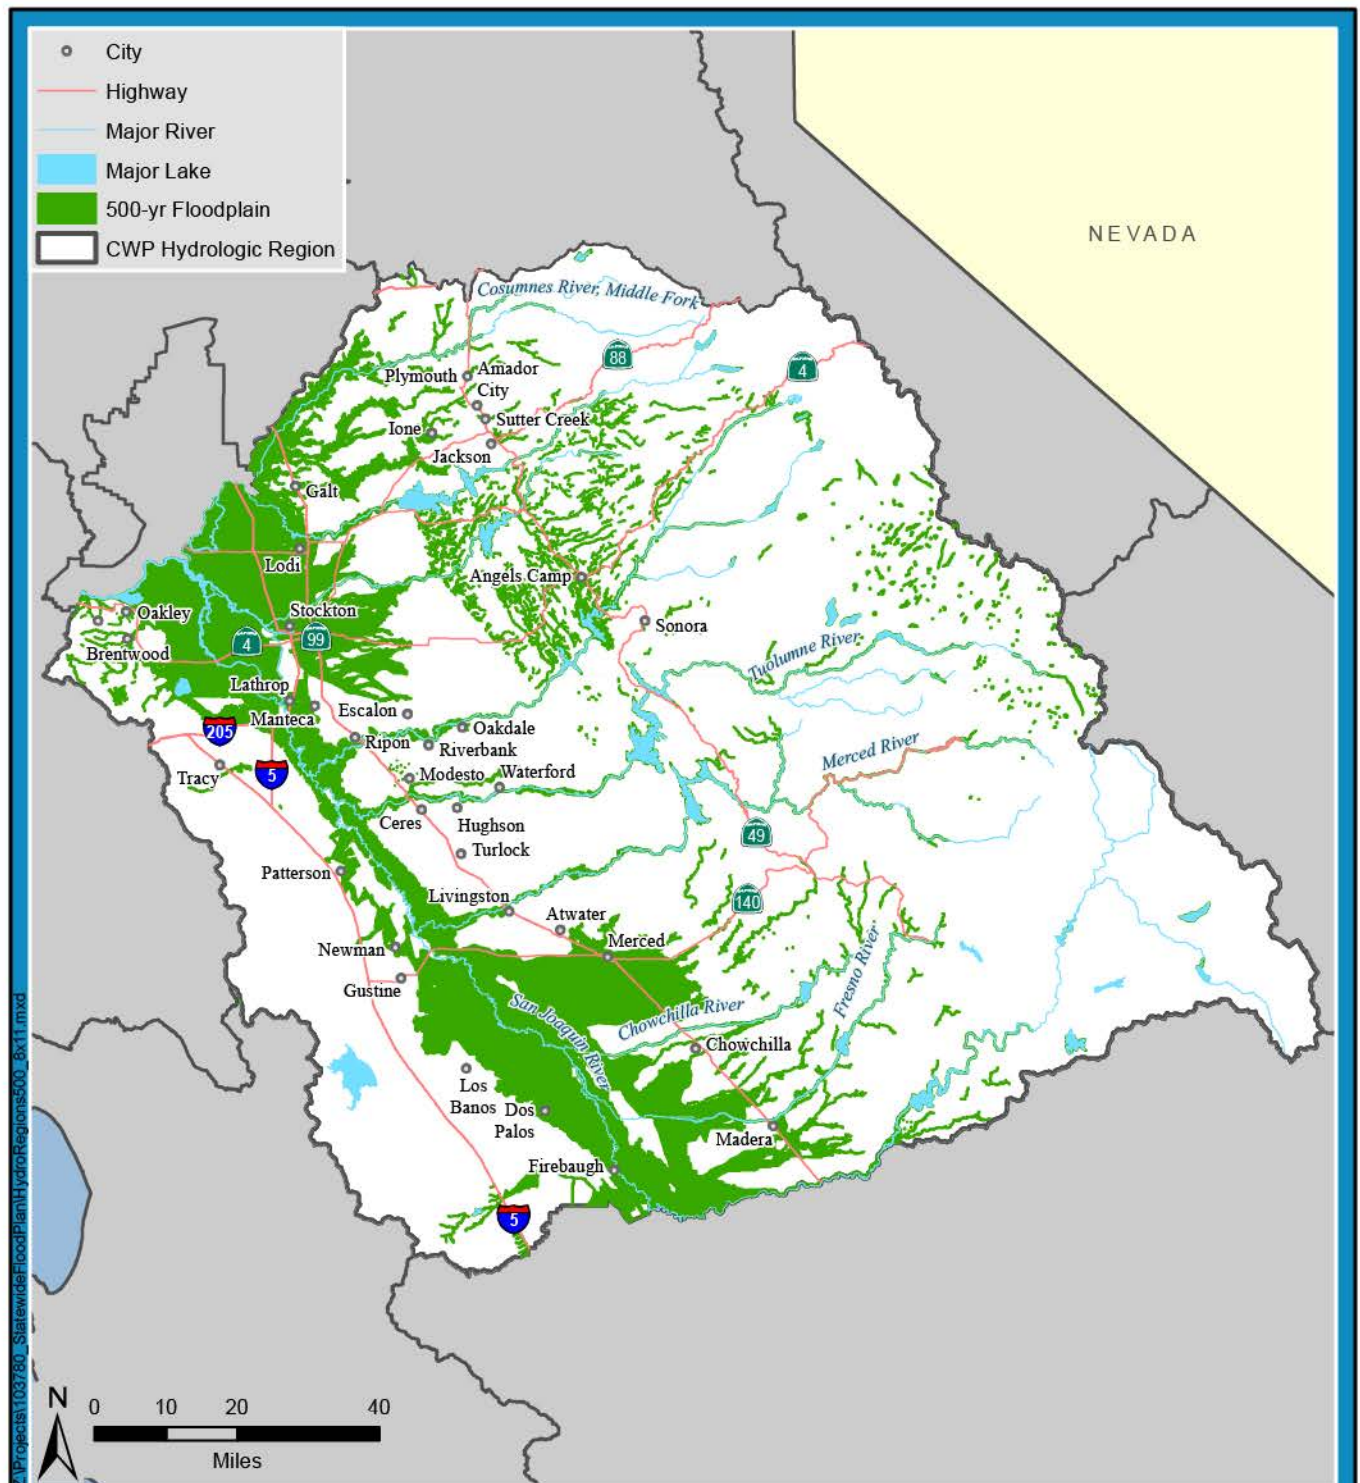 City
Highway
Major River
Major Lake
500-yr Floodplain
CWP Hydrologic Region
NEVADA
Cosumnes River, Middle Fork
88
4
Plymouth
Amador
City
Sutter Creek
Ione
Jackson
Galt
Lodi
Angels Camp
Oakley
Stockton
Sonora
4
99
Brentwood
Tuolumne River
Lathrop
Manteca
Escalon
205
Oakdale
Ripon
Riverbank
Merced River
Tracy
5
Modesto
Waterford
Ceres
Hughson
49
Turlock
Patterson
Livingston
140
Atwater
Newman
Merced
Gustine
Fresno River
San Joaquin River
Chowchilla River
Chowchilla
Los
Banos
Dos
Palos
Madera
Firebaugh
5
N
0 10 20 40
Miles
Z:\Projects\103780_StatewideFloodPlan\HydroRegions500_8x11.mxd